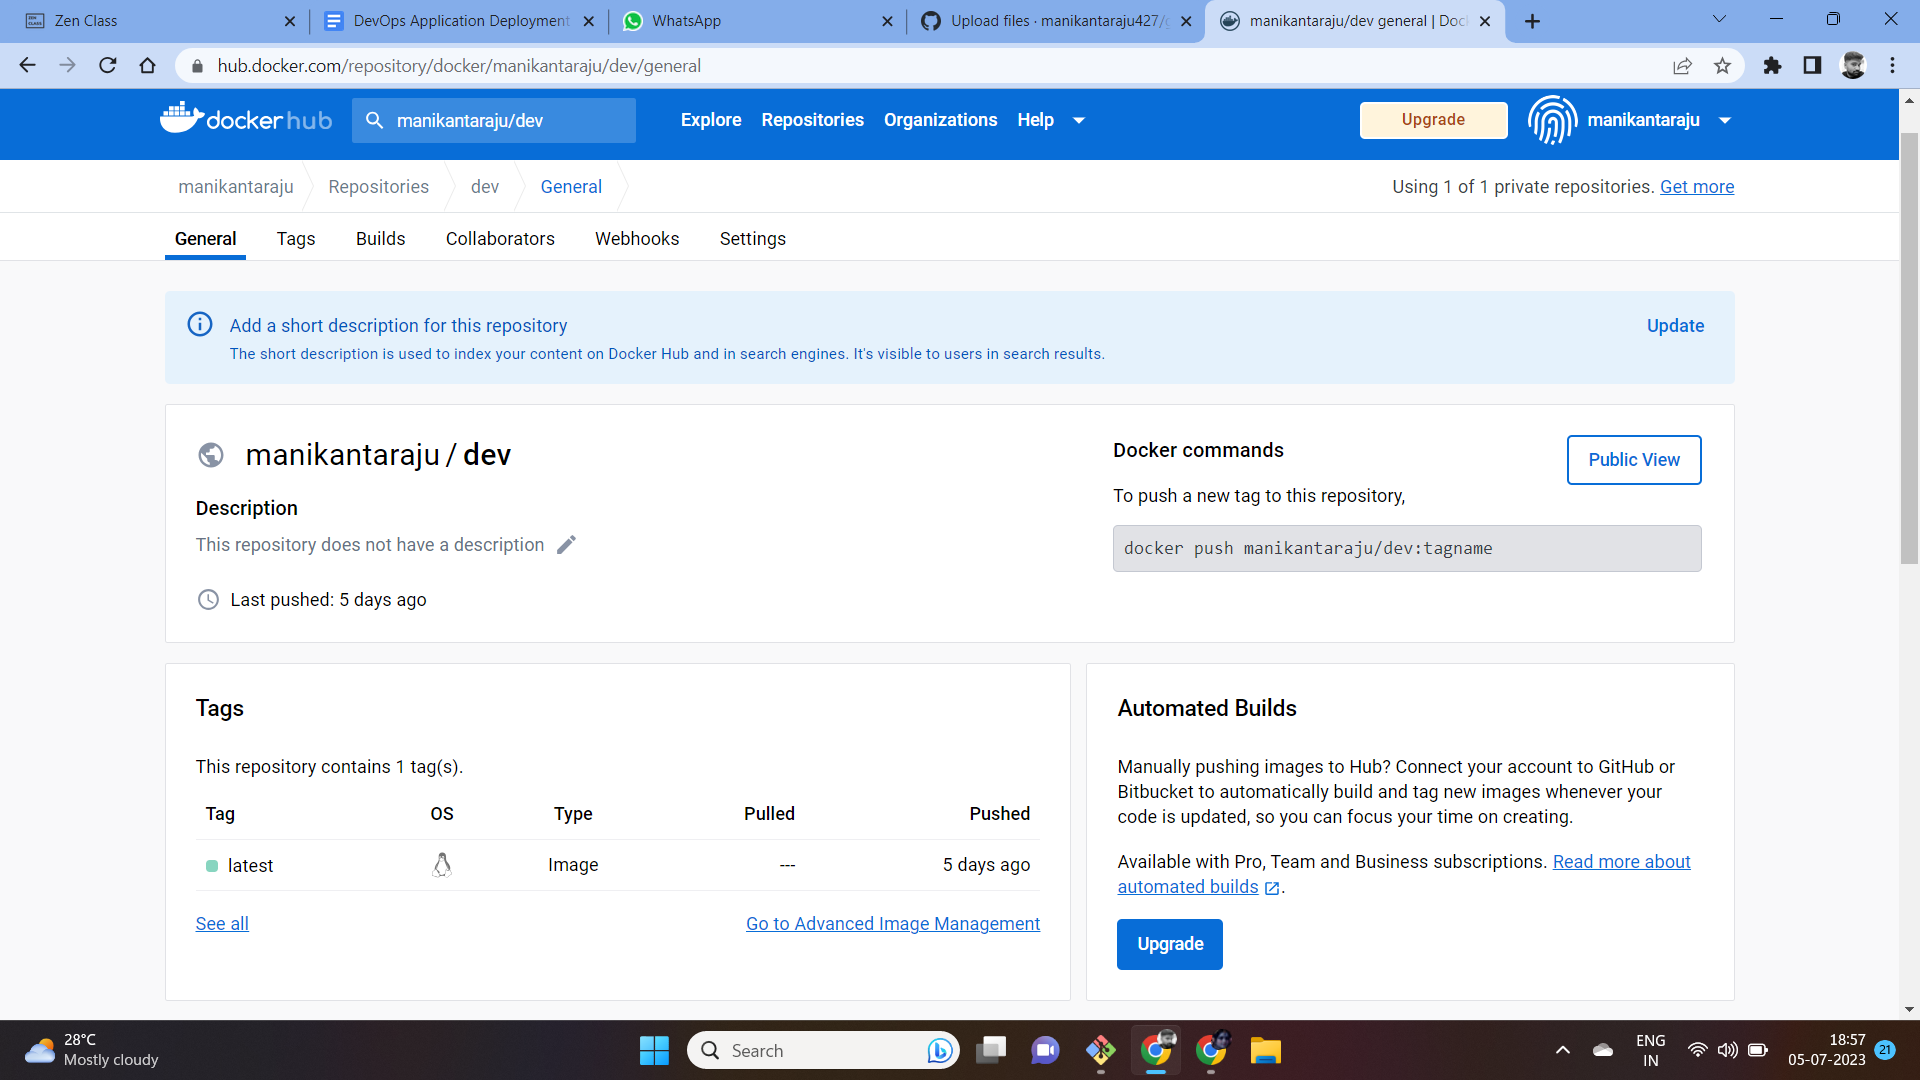 Zen Class
DevOps Application Deployment
WhatsApp
Upload files · manikantaraju427/
manikantaraju/dev general | Doc
hub.docker.com/repository/docker/manikantaraju/dev/general
dockerhub
manikantaraju/dev
Explore
Repositories
Organizations
Help
Upgrade
manikantaraju
manikantaraju
Repositories
dev
General
Using 1 of 1 private repositories. Get more
General
Tags
Builds
Collaborators
Webhooks
Settings
Add a short description for this repository
Update
The short description is used to index your content on Docker Hub and in search engines. It's visible to users in search results.
manikantaraju / dev
Description
This repository does not have a description
Last pushed: 5 days ago
Docker commands
Public View
To push a new tag to this repository,
docker push manikantaraju/dev:tagname
Tags
This repository contains 1 tag(s).
Tag OS Type Pulled Pushed
latest Image --- 5 days ago
See all
Go to Advanced Image Management
Automated Builds
Manually pushing images to Hub? Connect your account to GitHub or
Bitbucket to automatically build and tag new images whenever your
code is updated, so you can focus your time on creating.
Available with Pro, Team and Business subscriptions. Read more about
automated builds .
Upgrade
28°C
Mostly cloudy
Search
ENG
IN
18:57
05-07-2023
21